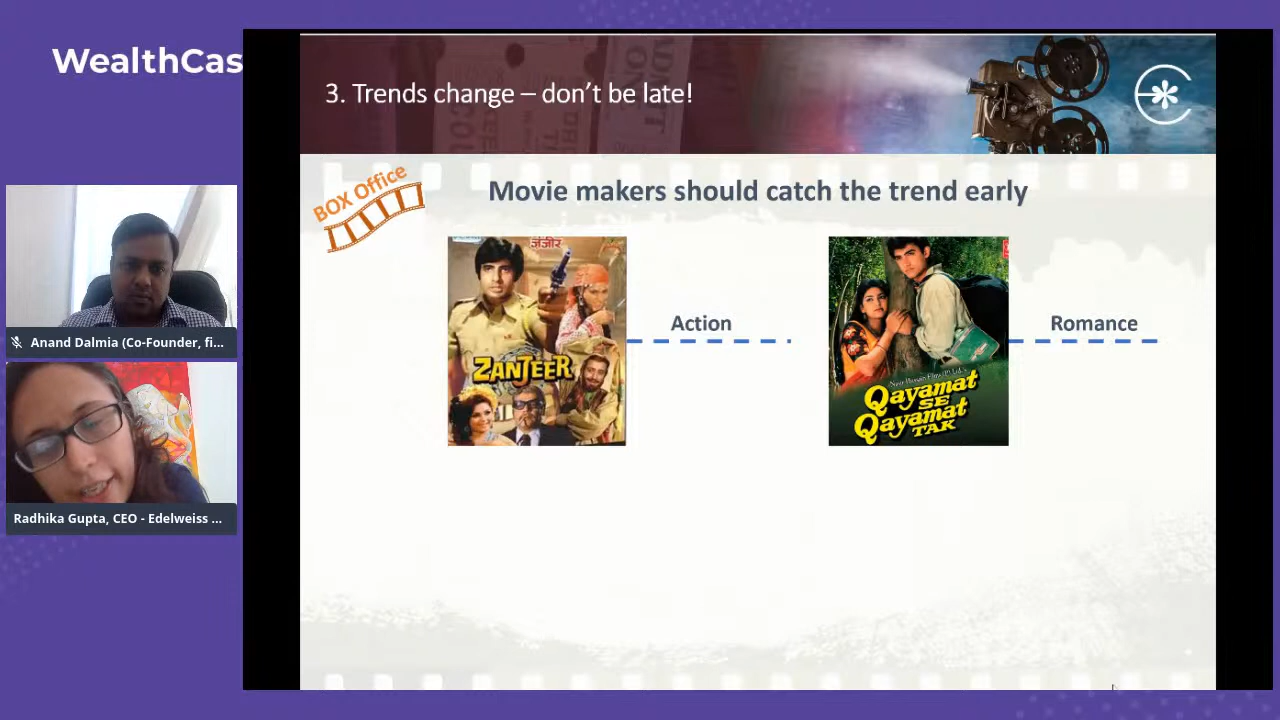 WealthCas
3. Trends change – don't be late!
BOX Office
Movie makers should catch the trend early
जंजीर
ZANJEER
Action
Qayamat
SE
Qayamat
TAK
Romance
Anand Dalmia (Co-Founder, fi...
Radhika Gupta, CEO - Edelweiss ...